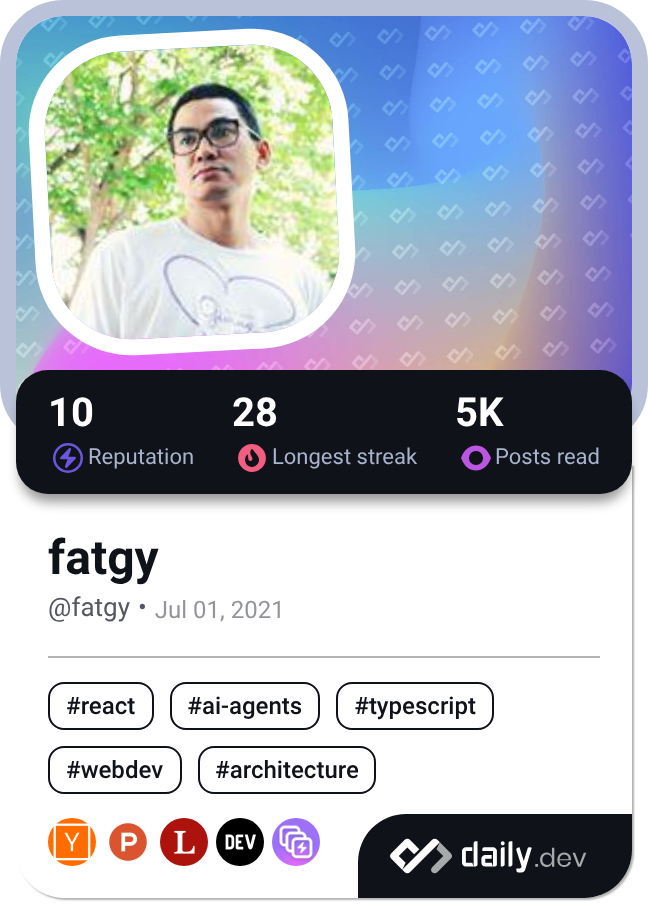 10 28 5K
Reputation Longest streak Posts read
fatgy
@fatgy • Jul 01, 2021
#react #ai-agents #typescript
#webdev #architecture
Y P L DEV
daily.dev